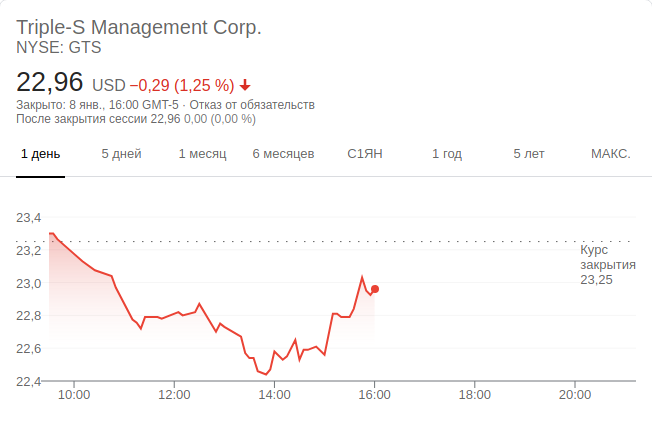 Triple-S Management Corp.
NYSE: GTS
22,96 USD −0,29 (1,25 %)
Закрыто: 8 янв., 16:00 GMT-5 · Отказ от обязательств
После закрытия сессии 22,96 0,00 (0,00 %)
1 день 5 дней 1 месяц 6 месяцев С1ЯН 1 год 5 лет МАКС.
23,4
23,2
23,0
22,8
22,6
22,4
Курс
закрытия
23,25
10:00 12:00 14:00 16:00 18:00 20:00